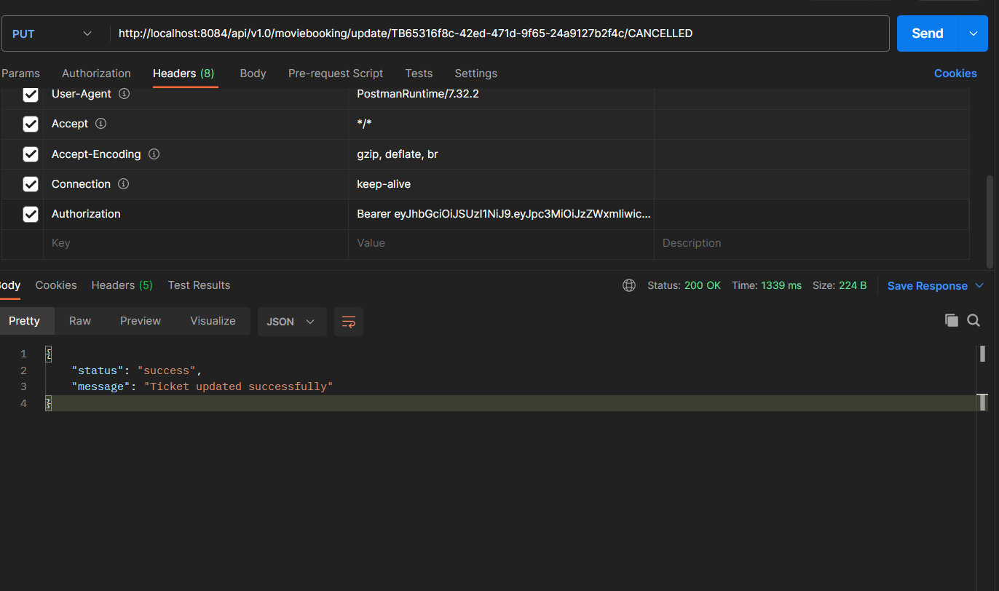 PUT http://localhost:8084/api/v1.0/moviebooking/update/TB65316f8c-42ed-471d-9f65-24a9127b2f4c/CANCELLED Send
Params Authorization Headers (8) Body Pre-request Script Tests Settings Cookies
User-Agent PostmanRuntime/7.32.2
Accept */*
Accept-Encoding gzip, deflate, br
Connection keep-alive
Authorization Bearer eyJhbGciOiJSUzI1NiJ9.eyJpc3MiOiJzZWxmIiwic...
Key Value Description
Body Cookies Headers (5) Test Results Status: 200 OK Time: 1339 ms Size: 224 B Save Response
Pretty Raw Preview Visualize JSON
1 {
2 "status": "success",
3 "message": "Ticket updated successfully"
4 }